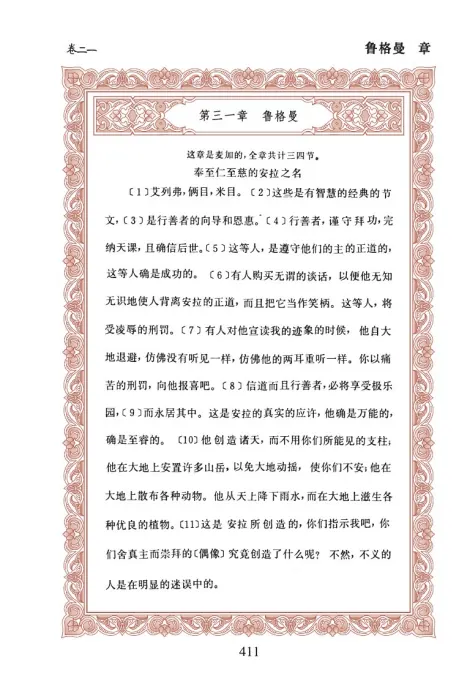 卷二一
鲁格曼 章
第三一章 鲁格曼
这章是麦加的,全章共计三四节。
奉至仁至慈的安拉之名
〔1〕艾列弗,俩目,米目。〔2〕这些是有智慧的经典的节
文,〔3〕是行善者的向导和恩惠。〔4〕行善者,谨守拜功,完
纳天课,且确信后世。〔5〕这等人,是遵守他们的主的正道的,
这等人确是成功的。〔6〕有人购买无谓的谈话,以便他无知
无识地使人背离安拉的正道,而且把它当作笑柄。这等人,将
受凌辱的刑罚。〔7〕有人对他宣读我的迹象的时候,他自大
地退避,仿佛没有听见一样,仿佛他的两耳重听一样。你以痛
苦的刑罚,向他报喜吧。〔8〕信道而且行善者,必将享受极乐
园,〔9〕而永居其中。这是安拉的真实的应许,他确是万能的,
确是至睿的。〔10〕他创造诸天,而不用你们所能见的支柱;
他在大地上安置许多山岳,以免大地动摇,使你们不安;他在
大地上散布各种动物。他从天上降下雨水,而在大地上滋生各
种优良的植物。〔11〕这是安拉所创造的,你们指示我吧,你
们舍真主而崇拜的〔偶像〕究竟创造了什么呢?不然,不义的
人是在明显的迷误中的。
411